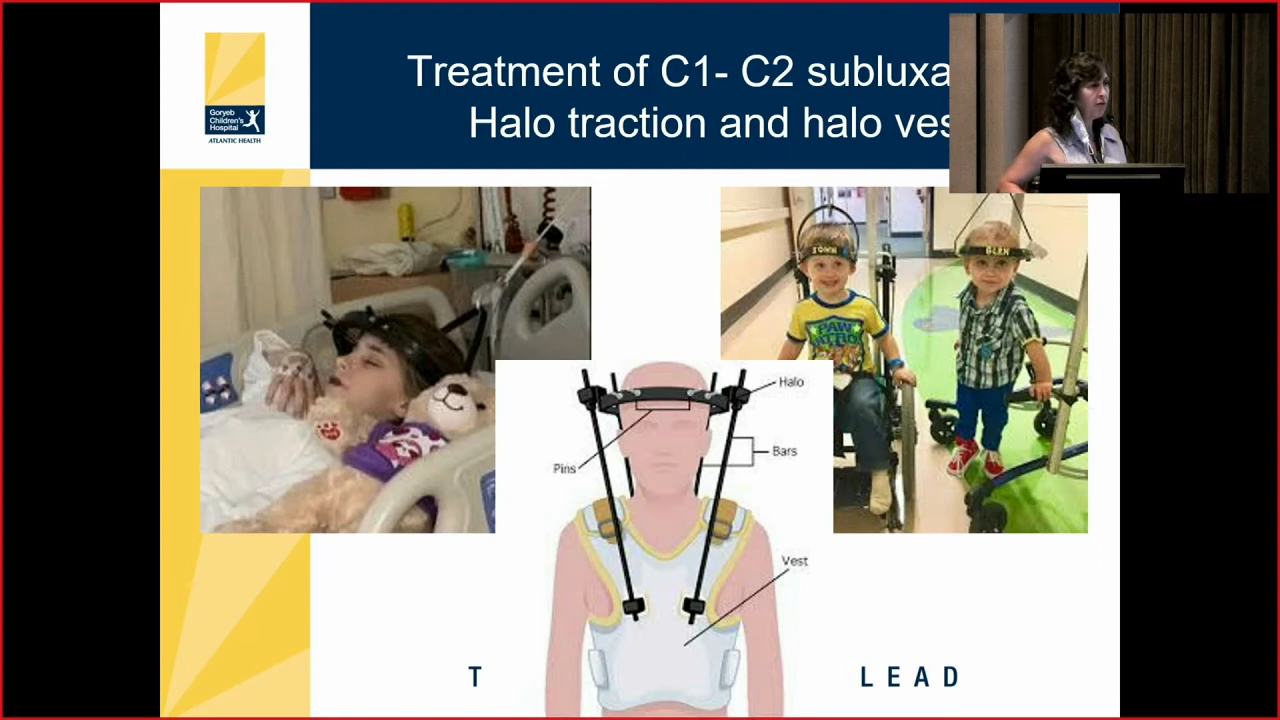 Treatment of C1- C2 subluxa
Halo traction and halo ves
Goryeb
Children's
Hospital
ATLANTIC HEALTH
JOHN
GLEN
PAW
Halo
Bars
Pins
Vest
T
LEAD